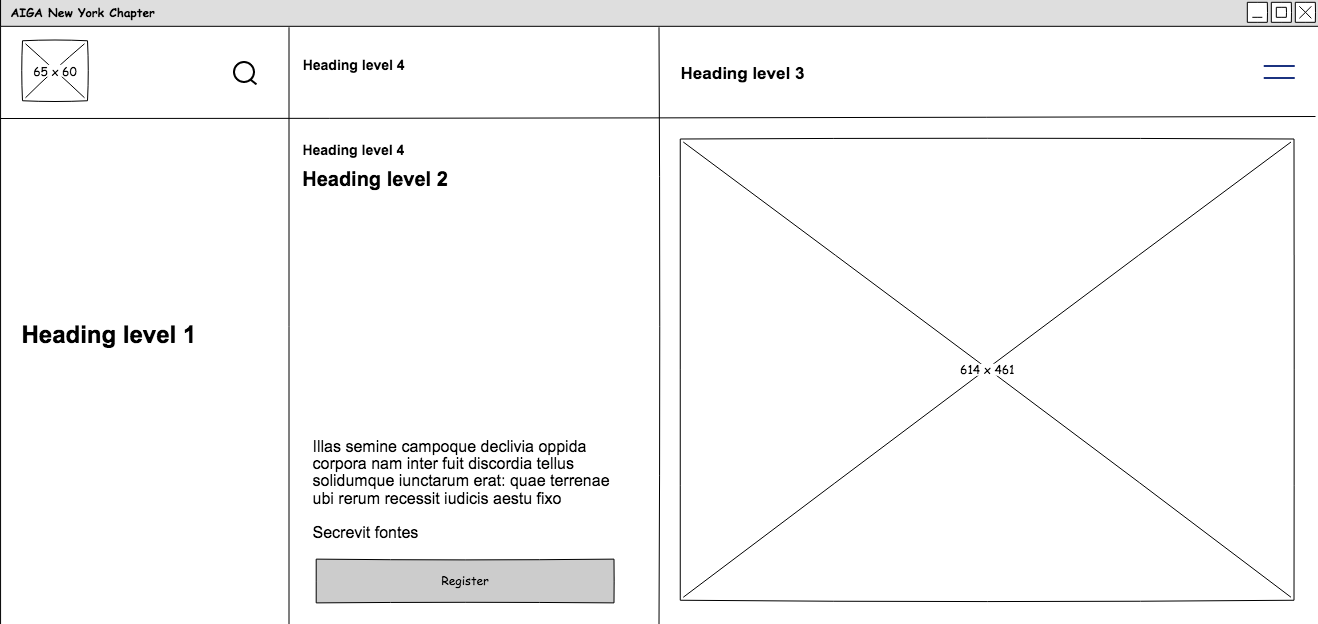 AIGA New York Chapter
65 x 60
Heading level 4
Heading level 3
Heading level 4
Heading level 2
Heading level 1
614 x 461
Illas semine campoque declivia oppida
corpora nam inter fuit discordia tellus
solidumque iunctarum erat: quae terrenae
ubi rerum recessit iudicis aestu fixo
Secrevit fontes
Register